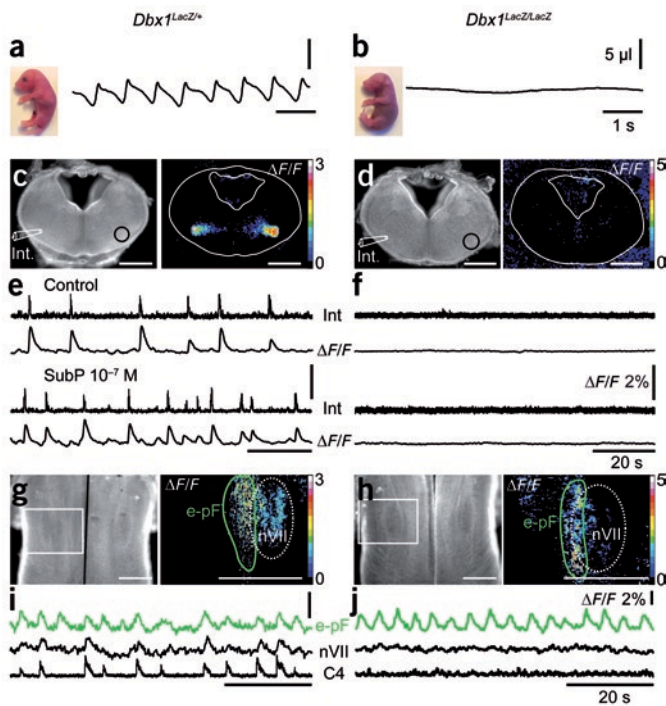 Dbx1LacZ/+ Dbx1LacZ/LacZ
a b
5 µl
1 s
c ΔF/F 3 d ΔF/F 5
Int. 0 Int. 0
e Control f
Int
ΔF/F
SubP 10⁻⁷ M
ΔF/F 2%
Int
ΔF/F
20 s
g ΔF/F 3 h ΔF/F 5
e-pF nVII e-pF nVII
0 0
i j ΔF/F 2%
e-pF
nVII
C4
20 s